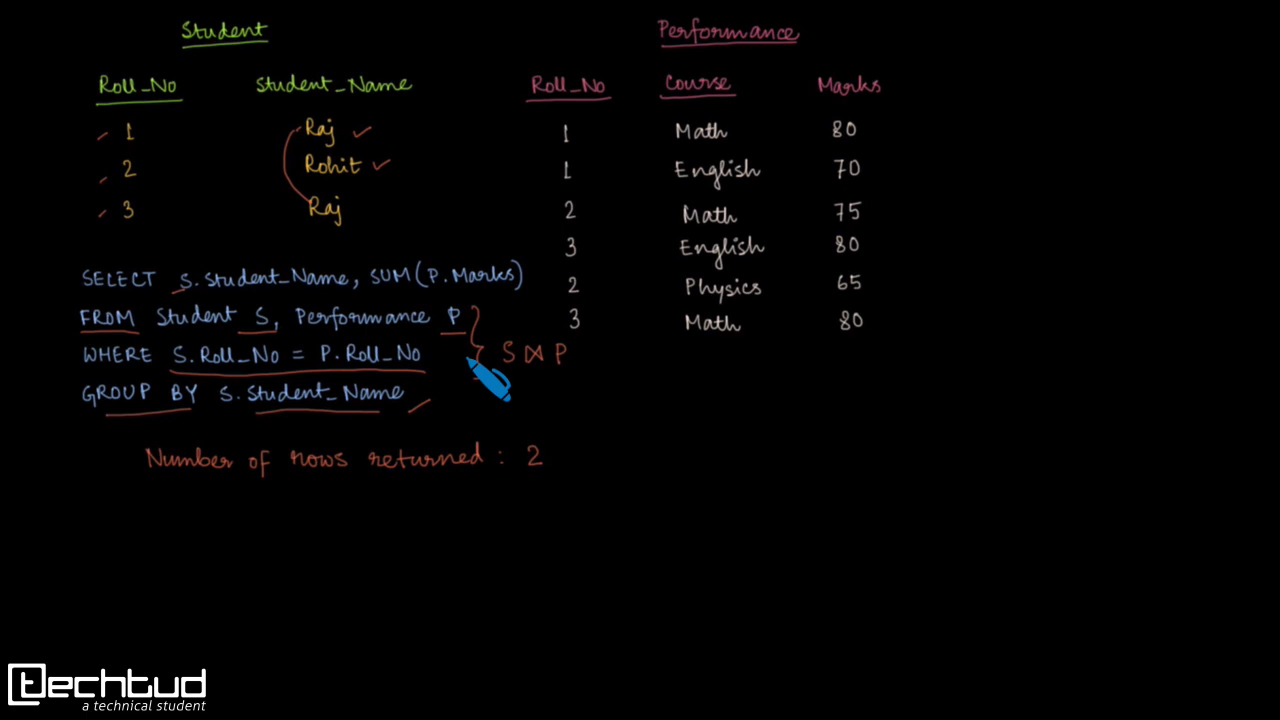 Student
Roll_No Student_Name
1 Raj
2 Rohit
3 Raj
Performance
Roll_No Course Marks
1 Math 80
1 English 70
2 Math 75
3 English 80
2 Physics 65
3 Math 80
SELECT S.Student_Name, SUM(P.Marks)
FROM Student S, Performance P
WHERE S.Roll_No = P.Roll_No
GROUP BY S.Student_Name
S ⋈ P
Number of rows returned : 2
techtud
a technical student